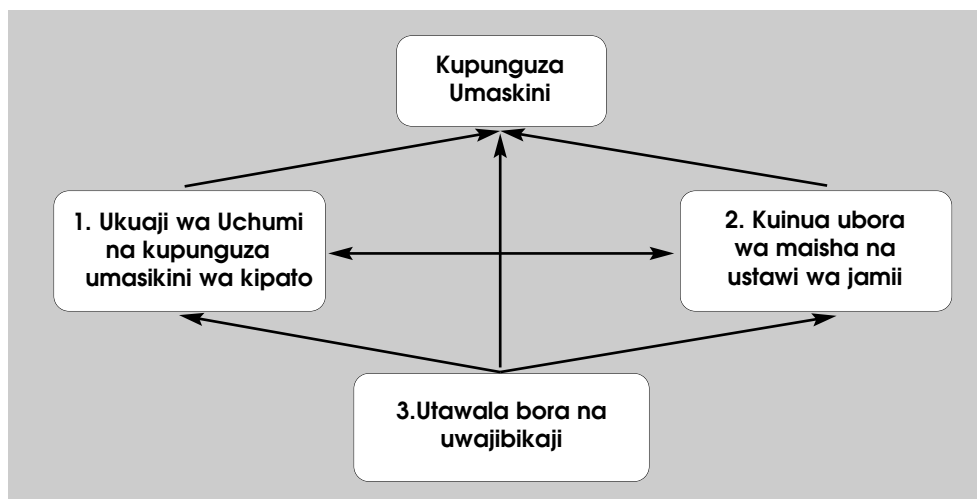 Kupunguza
Umaskini
1. Ukuaji wa Uchumi
na kupunguza
umasikini wa kipato
2. Kuinua ubora
wa maisha na
ustawi wa jamii
3.Utawala bora na
uwajibikaji